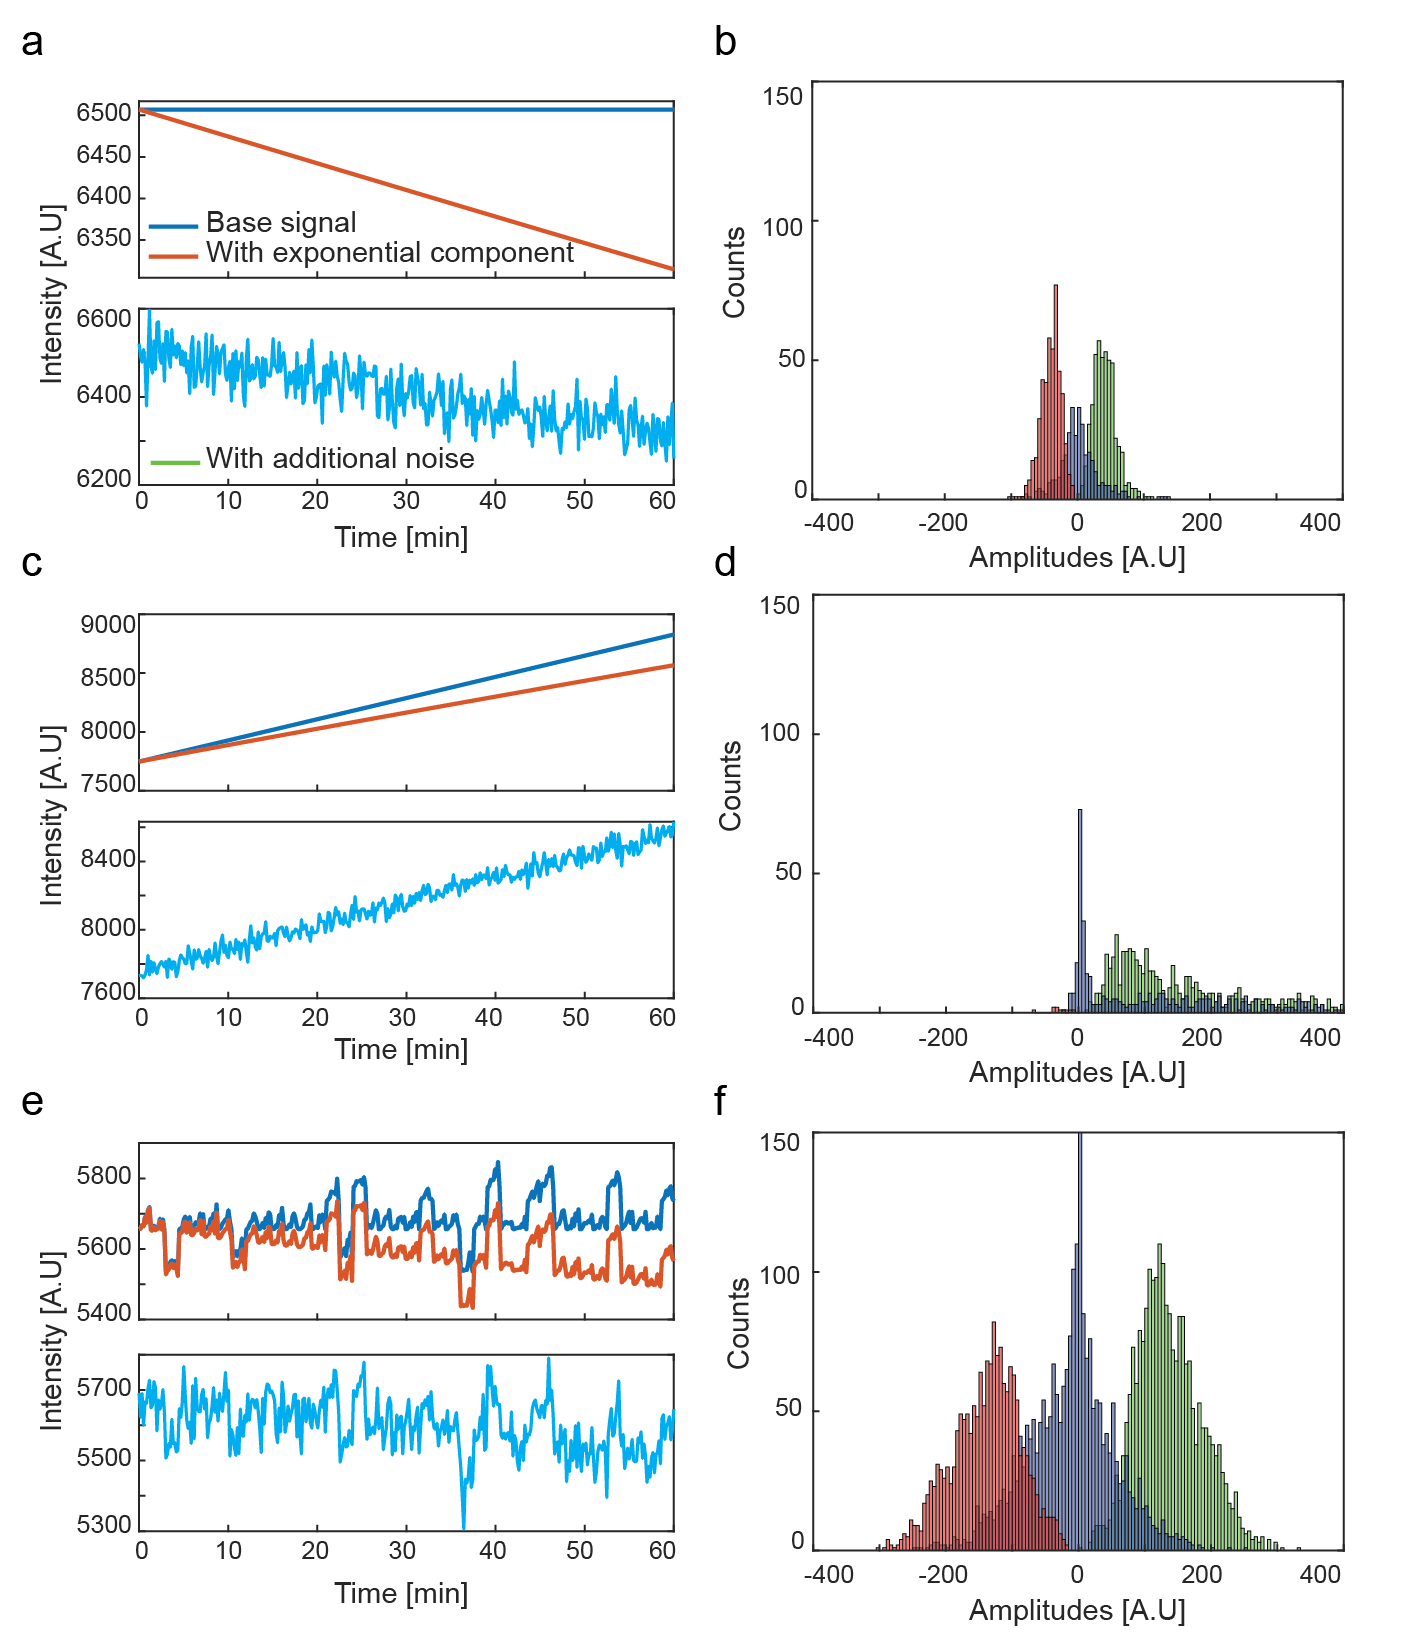 a
6500
6450
6400
6350
Base signal
With exponential component
Intensity [A.U]
6600
6400
6200
With additional noise
0 10 20 30 40 50 60
Time [min]
b
150
100
50
0
Counts
-400 -200 0 200 400
Amplitudes [A.U]
c
9000
8500
8000
7500
Intensity [A.U]
8400
8000
7600
0 10 20 30 40 50 60
Time [min]
d
150
100
50
0
Counts
-400 -200 0 200 400
Amplitudes [A.U]
e
5800
5600
5400
Intensity [A.U]
5700
5500
5300
0 10 20 30 40 50 60
Time [min]
f
150
100
50
0
Counts
-400 -200 0 200 400
Amplitudes [A.U]